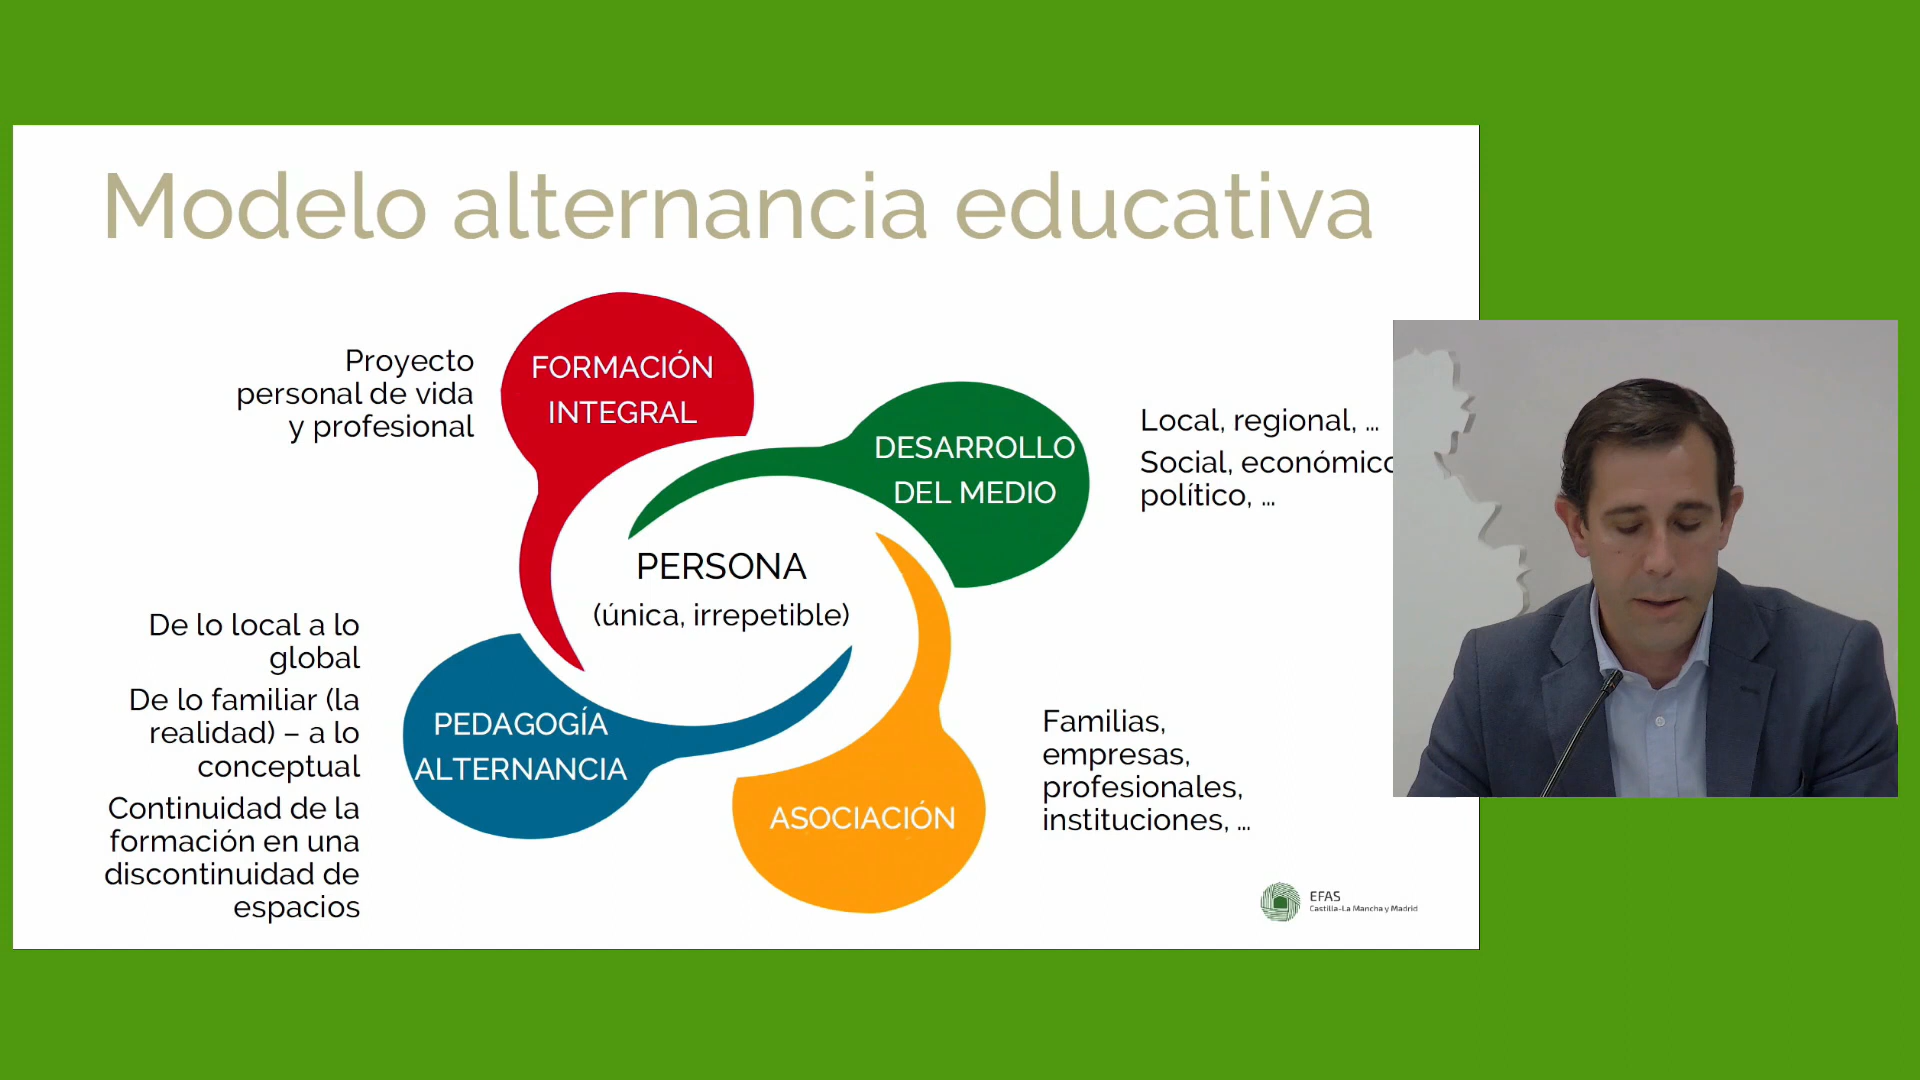 Modelo alternancia educativa
Proyecto
personal de vida
y profesional
FORMACIÓN
INTEGRAL
DESARROLLO
DEL MEDIO
Local, regional, ...
Social, económico
político, ...
PERSONA
(única, irrepetible)
De lo local a lo
global
De lo familiar (la
realidad) – a lo
conceptual
Continuidad de la
formación en una
discontinuidad de
espacios
PEDAGOGÍA
ALTERNANCIA
ASOCIACIÓN
Familias,
empresas,
profesionales,
instituciones, ...
EFAS
Castilla-La Mancha y Madrid